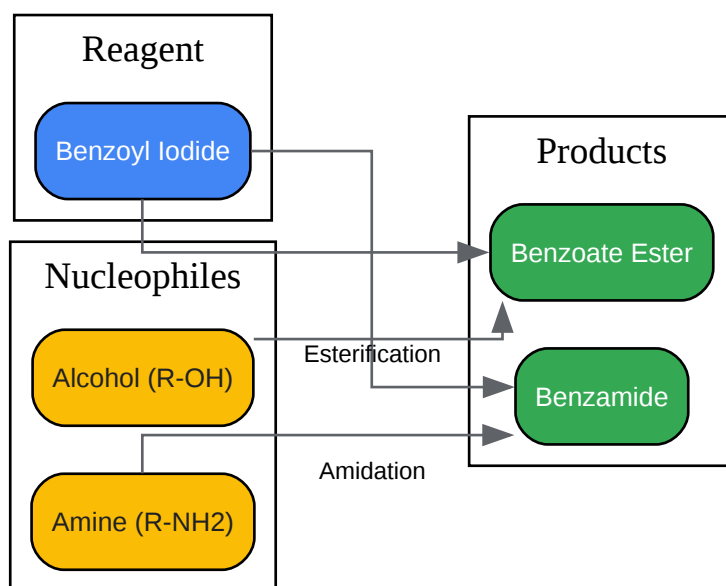 Reagent
Benzoyl Iodide
Nucleophiles
Alcohol (R-OH)
Amine (R-NH2)
Esterification
Amidation
Products
Benzoate Ester
Benzamide